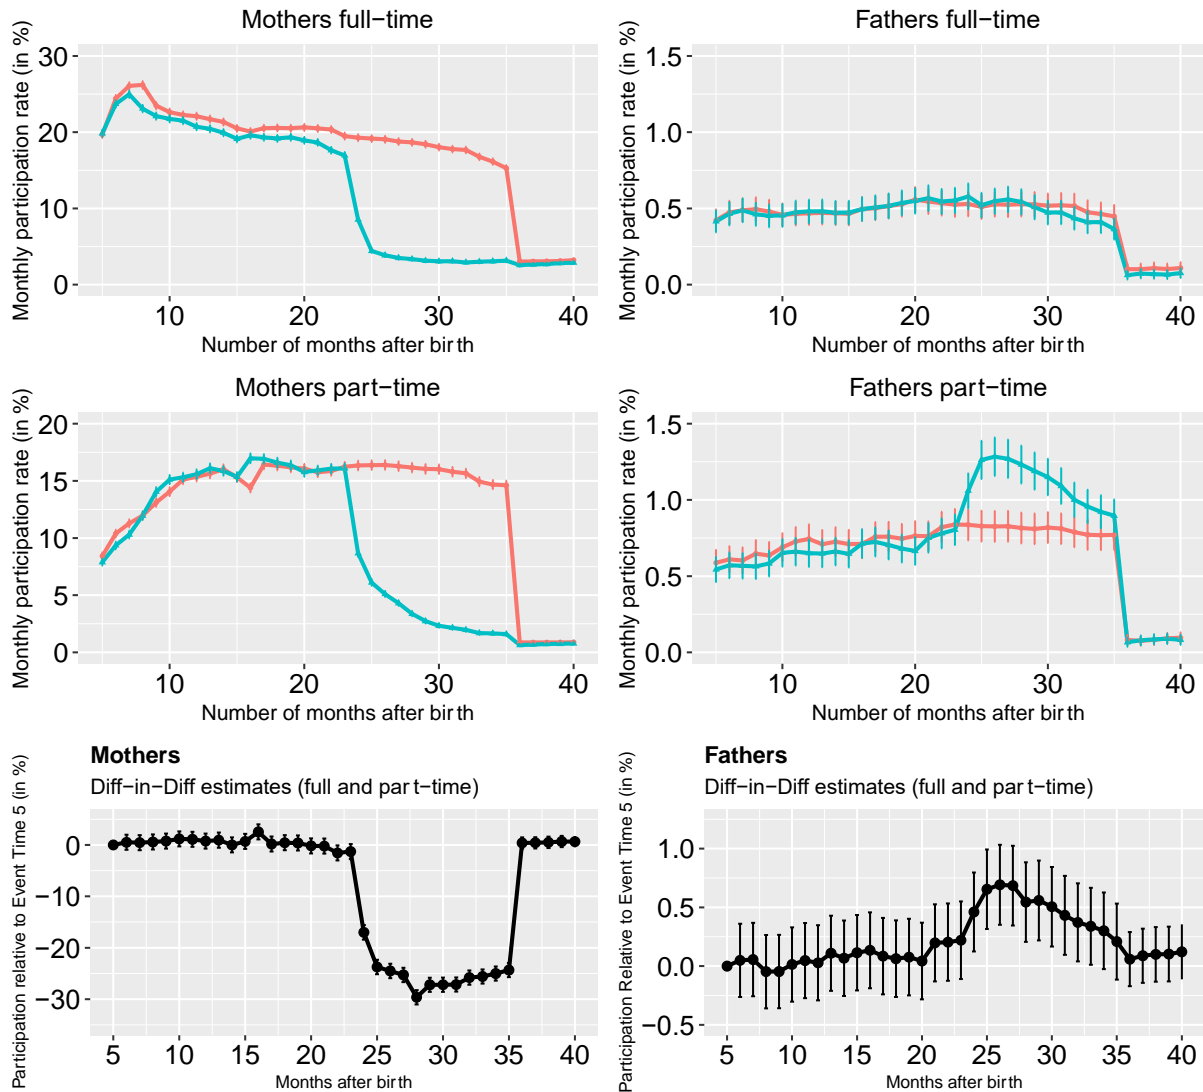 Mothers full−time
Monthly participation rate (in %)
30
20
10
0
10 20 30 40
Number of months after birth
Fathers full−time
Monthly participation rate (in %)
1.5
1.0
0.5
0.0
10 20 30 40
Number of months after birth
Mothers part−time
Monthly participation rate (in %)
20
15
10
5
0
10 20 30 40
Number of months after birth
Fathers part−time
Monthly participation rate (in %)
1.5
1.0
0.5
0.0
10 20 30 40
Number of months after birth
Mothers
Diff−in−Diff estimates (full and part−time)
Participation relative to Event Time 5 (in %)
0
−10
−20
−30
5 10 15 20 25 30 35 40
Months after birth
Fathers
Diff−in−Diff estimates (full and part−time)
Participation Relative to Event Time 5 (in %)
1.0
0.5
0.0
−0.5
5 10 15 20 25 30 35 40
Months after birth